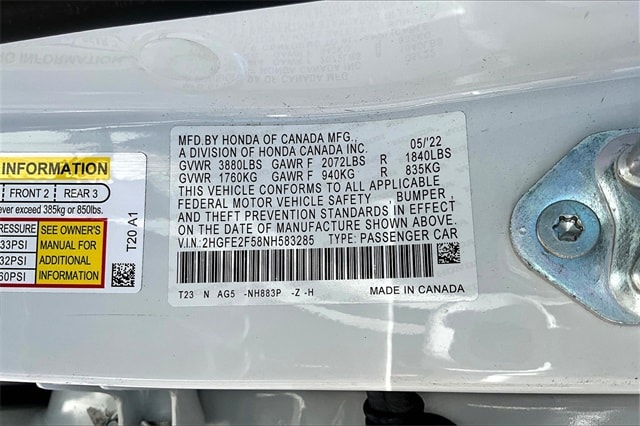 INFORMATION
FRONT 2 REAR 3
ever exceed 385kg or 850lbs.
PRESSURE
33PSI
32PSI
60PSI
SEE OWNER'S
MANUAL FOR
ADDITIONAL
INFORMATION
T20 A1
MFD.BY HONDA OF CANADA MFG., 05/'22
A DIVISION OF HONDA CANADA INC.
GVWR 3880LBS GAWR F 2072LBS R 1840LBS
GVWR 1760KG GAWR F 940KG R 835KG
THIS VEHICLE CONFORMS TO ALL APPLICABLE
FEDERAL MOTOR VEHICLE SAFETY, BUMPER,
AND THEFT PREVENTION STANDARDS IN EFFECT
ON THE DATE OF MANUFACTURE SHOWN ABOVE.
V.I.N:2HGFE2F58NH583285 TYPE: PASSENGER CAR
T23 N AG5 -NH883P -Z -H MADE IN CANADA